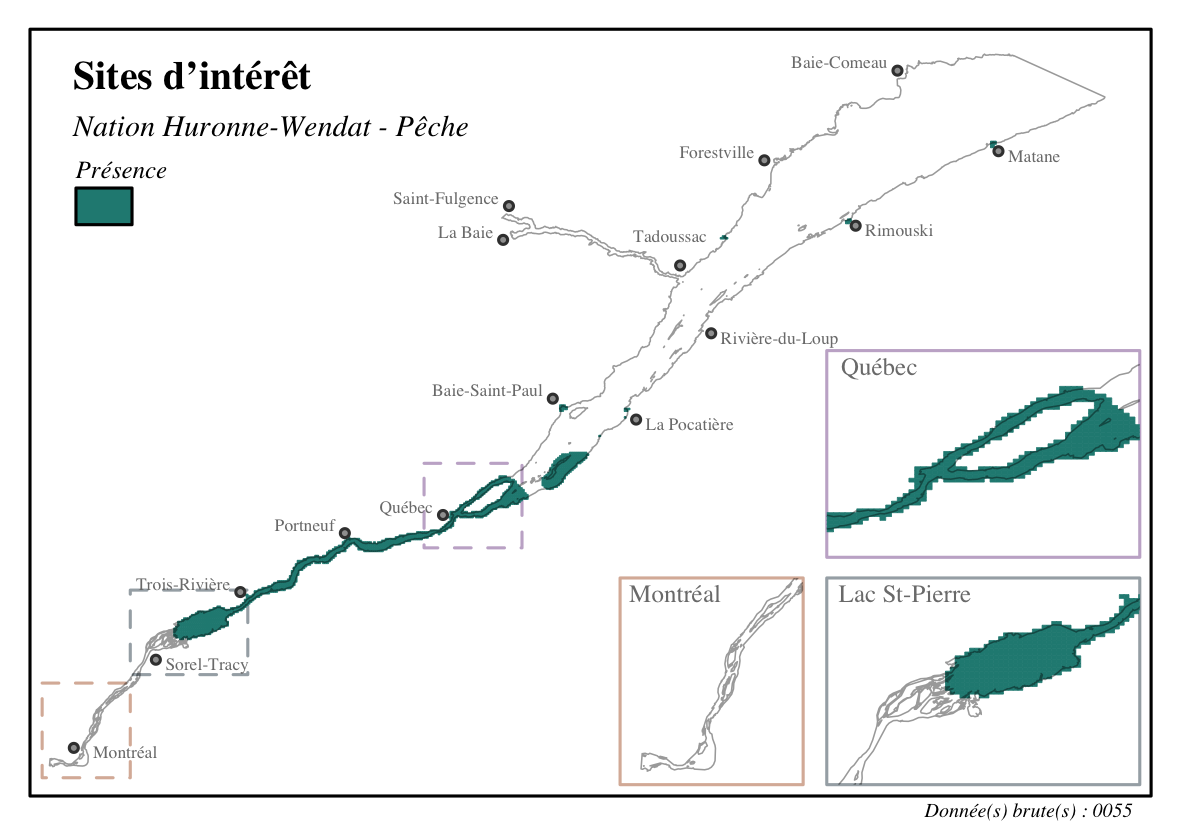 Sites d’intérêt
Nation Huronne-Wendat - Pêche
Présence
Baie-Comeau
Forestville
Matane
Saint-Fulgence
La Baie
Tadoussac
Rimouski
Rivière-du-Loup
Baie-Saint-Paul
La Pocatière
Québec
Portneuf
Trois-Rivière
Sorel-Tracy
Montréal
Québec
Montréal
Lac St-Pierre
Donnée(s) brute(s) : 0055